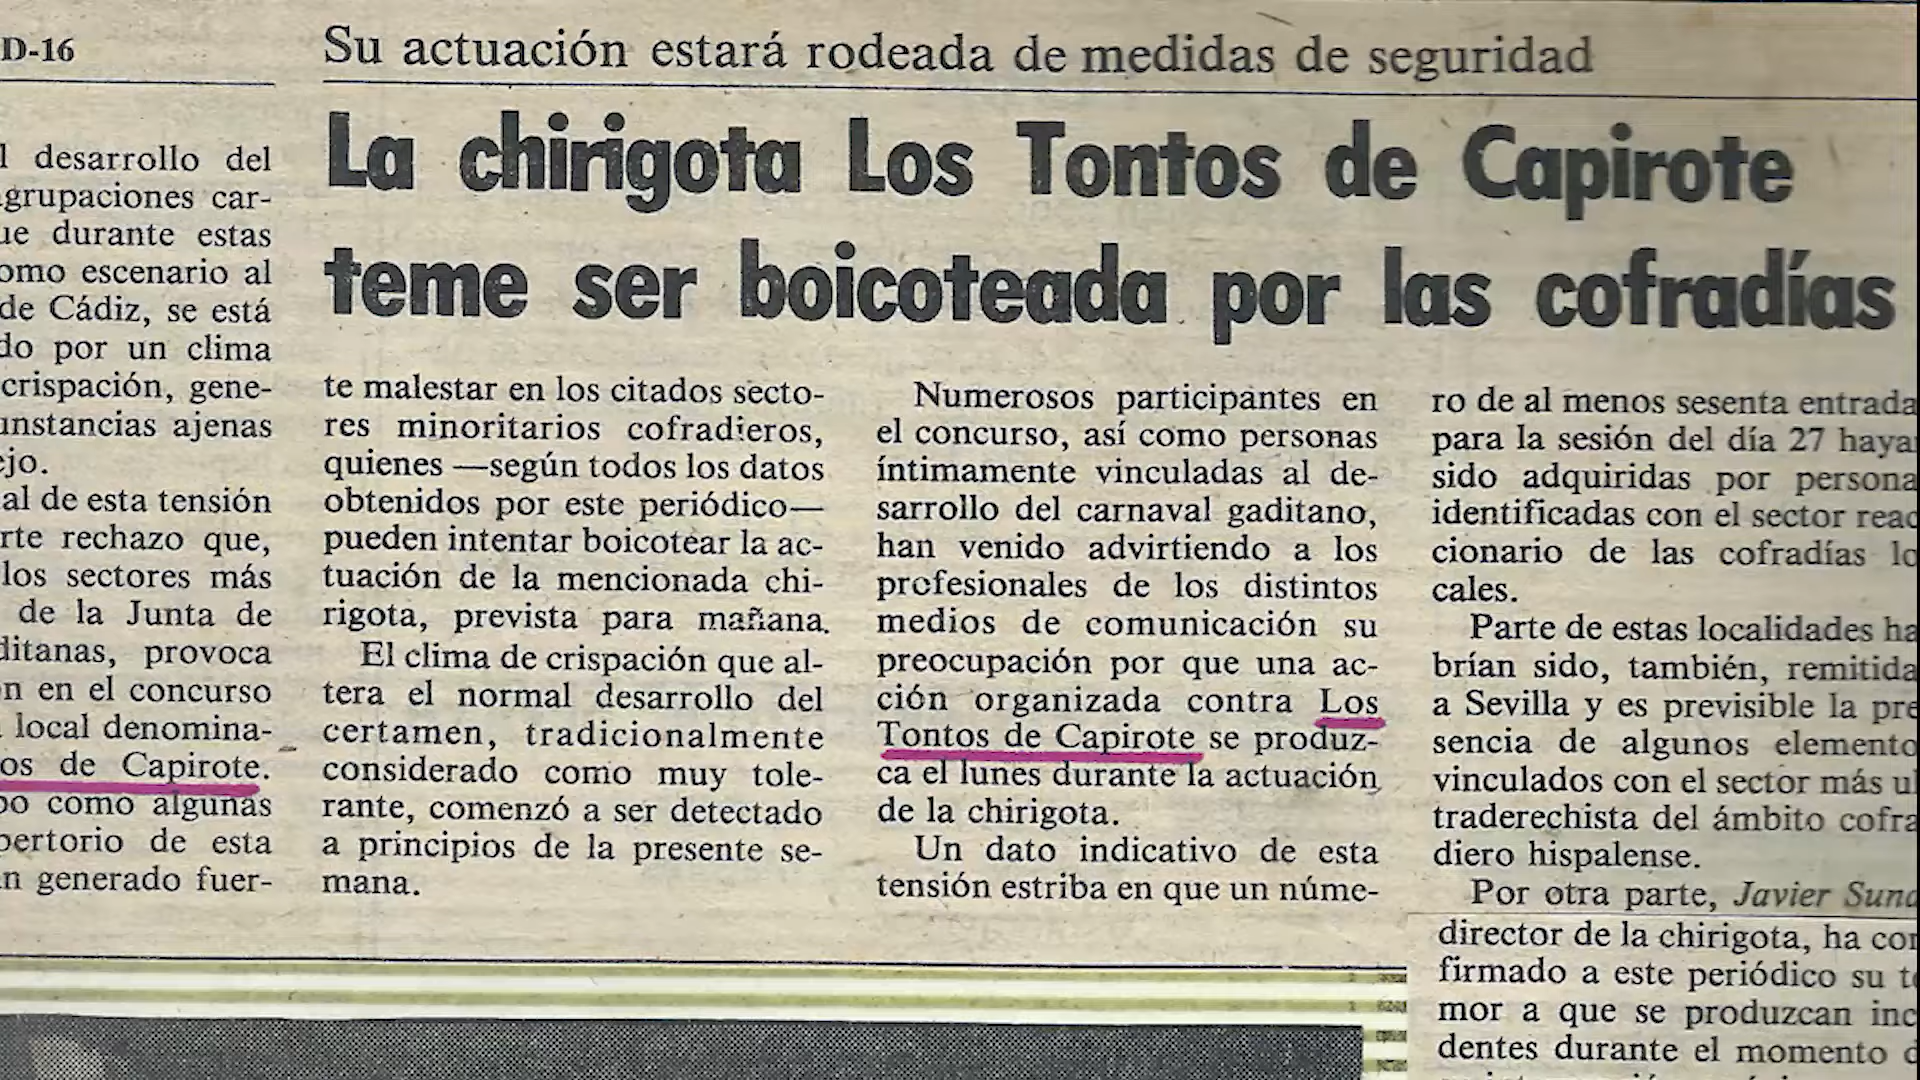 D-16
Su actuación estará rodeada de medidas de seguridad
La chirigota Los Tontos de Capirote
teme ser boicoteada por las cofradías
l desarrollo del
grupaciones car-
ue durante estas
omo escenario al
de Cádiz, se está
do por un clima
crispación, gene-
unstancias ajenas
ejo.
al de esta tensión
rte rechazo que,
los sectores más
de la Junta de
ditanas, provoca
n en el concurso
local denomina-
os de Capirote.
po como algunas
pertorio de esta
n generado fuer-
te malestar en los citados secto-
res minoritarios cofradieros,
quienes —según todos los datos
obtenidos por este periódico—
pueden intentar boicotear la ac-
tuación de la mencionada chi-
rigota, prevista para mañana.
El clima de crispación que al-
tera el normal desarrollo del
certamen, tradicionalmente
considerado como muy tole-
rante, comenzó a ser detectado
a principios de la presente se-
mana.
Numerosos participantes en
el concurso, así como personas
íntimamente vinculadas al de-
sarrollo del carnaval gaditano,
han venido advirtiendo a los
profesionales de los distintos
medios de comunicación su
preocupación por que una ac-
ción organizada contra Los
Tontos de Capirote se produz-
ca el lunes durante la actuación
de la chirigota.
Un dato indicativo de esta
tensión estriba en que un núme-
ro de al menos sesenta entrada
para la sesión del día 27 haya
sido adquiridas por persona
identificadas con el sector reac
cionario de las cofradías lo
cales.
Parte de estas localidades ha
brían sido, también, remitida
a Sevilla y es previsible la pre
sencia de algunos elemento
vinculados con el sector más ul
traderechista del ámbito cofra
diero hispalense.
Por otra parte, Javier Sund
director de la chirigota, ha con
firmado a este periódico su te
mor a que se produzcan inc
dentes durante el momento d